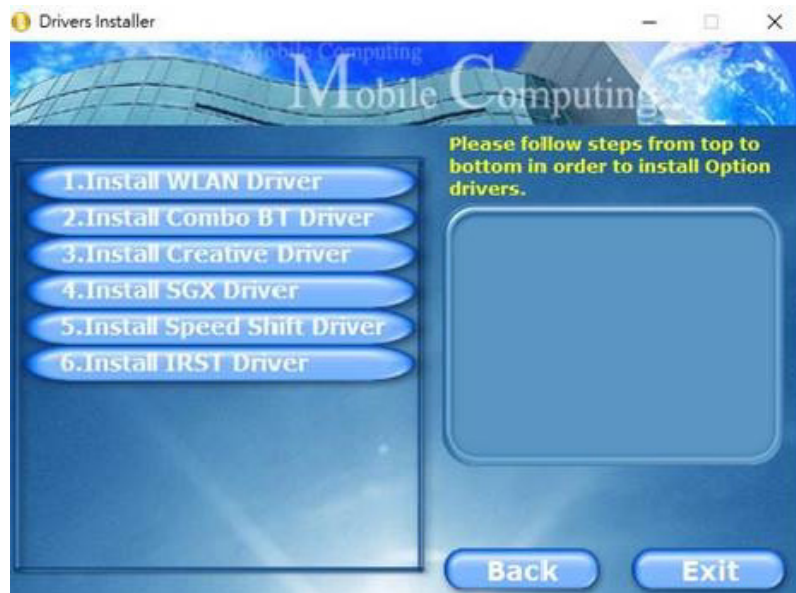 Drivers Installer
Mobile Computing
Mobile Computing
Please follow steps from top to
bottom in order to install Option
drivers.
1.Install WLAN Driver
2.Install Combo BT Driver
3.Install Creative Driver
4.Install SGX Driver
5.Install Speed Shift Driver
6.Install IRST Driver
Back
Exit